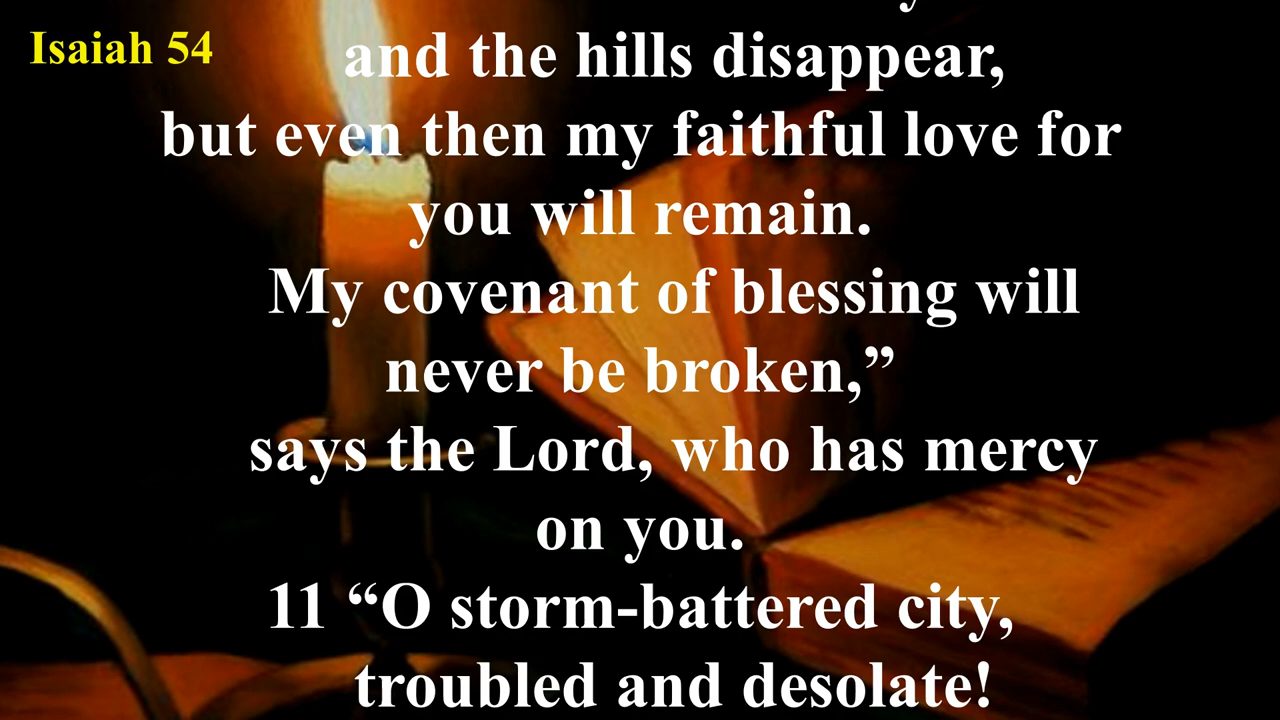 Isaiah 54
and the hills disappear,
but even then my faithful love for
you will remain.
My covenant of blessing will
never be broken,”
says the Lord, who has mercy
on you.
11 “O storm-battered city,
troubled and desolate!